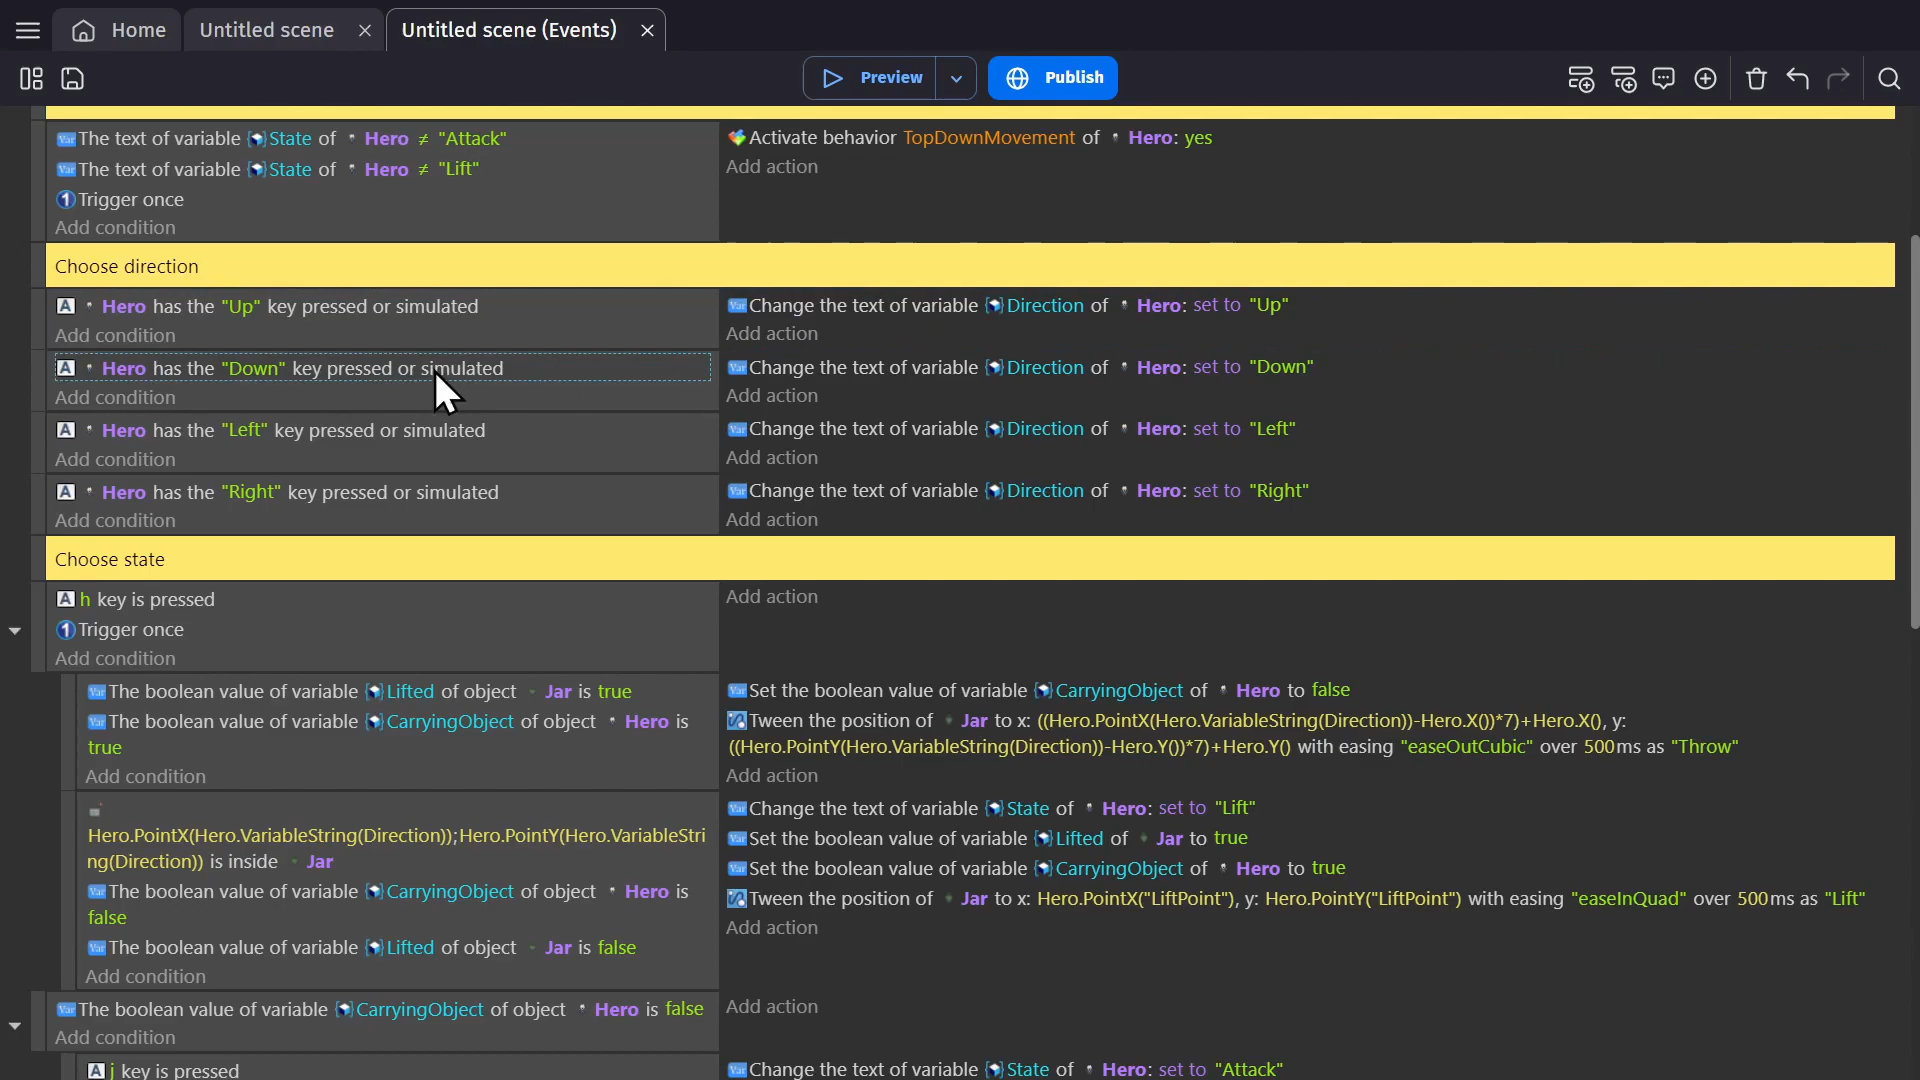 Home
Untitled scene
Untitled scene (Events)
Preview
Publish
The text of variable State of Hero ≠ "Attack"
The text of variable State of Hero ≠ "Lift"
Trigger once
Add condition
Activate behavior TopDownMovement of Hero: yes
Add action
Choose direction
Hero has the "Up" key pressed or simulated
Add condition
Change the text of variable Direction of Hero: set to "Up"
Add action
Hero has the "Down" key pressed or simulated
Add condition
Change the text of variable Direction of Hero: set to "Down"
Add action
Hero has the "Left" key pressed or simulated
Add condition
Change the text of variable Direction of Hero: set to "Left"
Add action
Hero has the "Right" key pressed or simulated
Add condition
Change the text of variable Direction of Hero: set to "Right"
Add action
Choose state
h key is pressed
Trigger once
Add condition
Add action
The boolean value of variable Lifted of object Jar is true
The boolean value of variable CarryingObject of object Hero is
true
Add condition
Set the boolean value of variable CarryingObject of Hero to false
Tween the position of Jar to x: ((Hero.PointX(Hero.VariableString(Direction))-Hero.X())*7)+Hero.X(), y:
((Hero.PointY(Hero.VariableString(Direction))-Hero.Y())*7)+Hero.Y() with easing "easeOutCubic" over 500ms as "Throw"
Add action
Hero.PointX(Hero.VariableString(Direction));Hero.PointY(Hero.VariableStri
ng(Direction)) is inside Jar
The boolean value of variable CarryingObject of object Hero is
false
The boolean value of variable Lifted of object Jar is false
Add condition
Change the text of variable State of Hero: set to "Lift"
Set the boolean value of variable Lifted of Jar to true
Set the boolean value of variable CarryingObject of Hero to true
Tween the position of Jar to x: Hero.PointX("LiftPoint"), y: Hero.PointY("LiftPoint") with easing "easeInQuad" over 500ms as "Lift"
Add action
The boolean value of variable CarryingObject of object Hero is false
Add condition
Add action
j key is pressed
Change the text of variable State of Hero: set to "Attack"